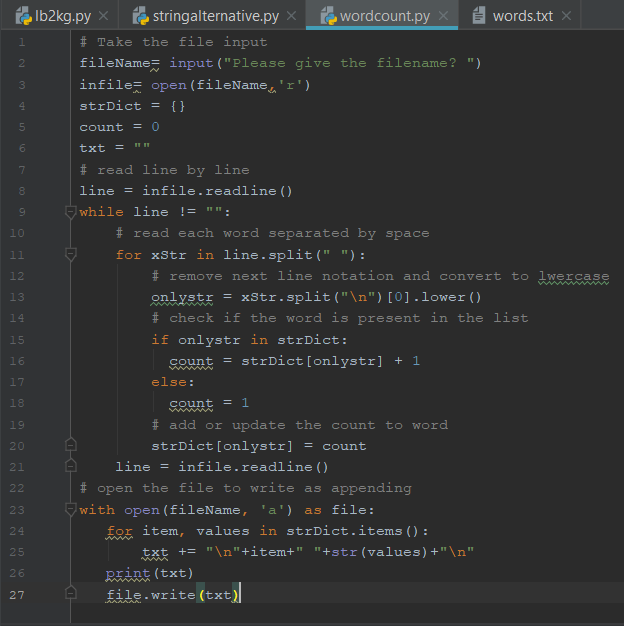 lb2kg.py stringalternative.py wordcount.py words.txt
1 # Take the file input
2 fileName= input("Please give the filename? ")
3 infile= open(fileName,'r')
4 strDict = {}
5 count = 0
6 txt = ""
7 # read line by line
8 line = infile.readline()
9 while line != "":
10 # read each word separated by space
11 for xStr in line.split(" "):
12 # remove next line notation and convert to lwercase
13 onlystr = xStr.split("\n")[0].lower()
14 # check if the word is present in the list
15 if onlystr in strDict:
16 count = strDict[onlystr] + 1
17 else:
18 count = 1
19 # add or update the count to word
20 strDict[onlystr] = count
21 line = infile.readline()
22 # open the file to write as appending
23 with open(fileName, 'a') as file:
24 for item, values in strDict.items():
25 txt += "\n"+item+" "+str(values)+"\n"
26 print(txt)
27 file.write(txt)